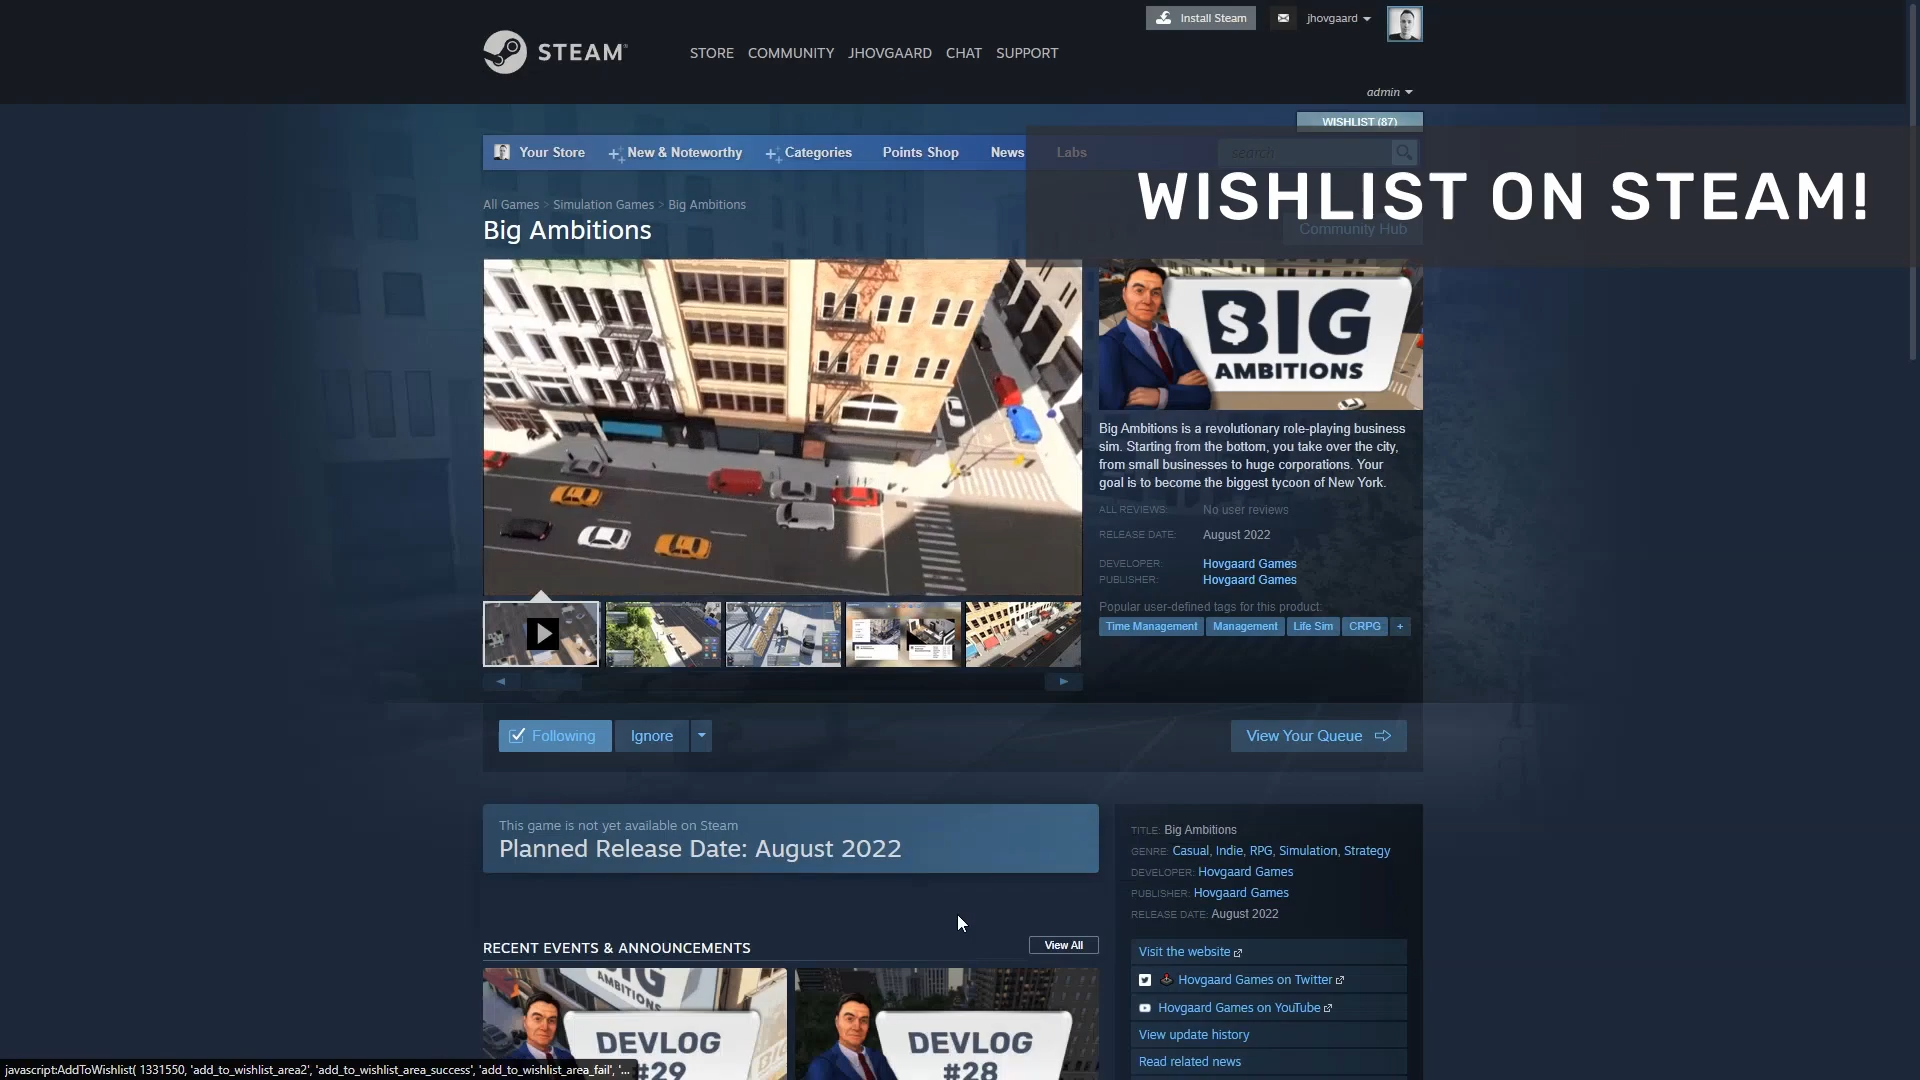 Install Steam
jhovgaard
STEAM
STORE COMMUNITY JHOVGAARD CHAT SUPPORT
admin
WISHLIST (87)
Your Store New & Noteworthy Categories Points Shop News Labs search
WISHLIST ON STEAM!
All Games > Simulation Games > Big Ambitions
Big Ambitions
Community Hub
$BIG
AMBITIONS
Big Ambitions is a revolutionary role-playing business
sim. Starting from the bottom, you take over the city,
from small businesses to huge corporations. Your
goal is to become the biggest tycoon of New York.
ALL REVIEWS: No user reviews
RELEASE DATE: August 2022
DEVELOPER: Hovgaard Games
PUBLISHER: Hovgaard Games
Popular user-defined tags for this product:
Time Management Management Life Sim CRPG +
Following Ignore
View Your Queue
This game is not yet available on Steam
Planned Release Date: August 2022
TITLE: Big Ambitions
GENRE: Casual, Indie, RPG, Simulation, Strategy
DEVELOPER: Hovgaard Games
PUBLISHER: Hovgaard Games
RELEASE DATE: August 2022
RECENT EVENTS & ANNOUNCEMENTS
View All
BIG
AMBITIONS
DEVLOG
#29
DEVLOG
#28
Visit the website
Hovgaard Games on Twitter
Hovgaard Games on YouTube
View update history
Read related news
javascript:AddToWishlist( 1331550, 'add_to_wishlist_area2', 'add_to_wishlist_area_success', 'add_to_wishlist_area_fail', '...